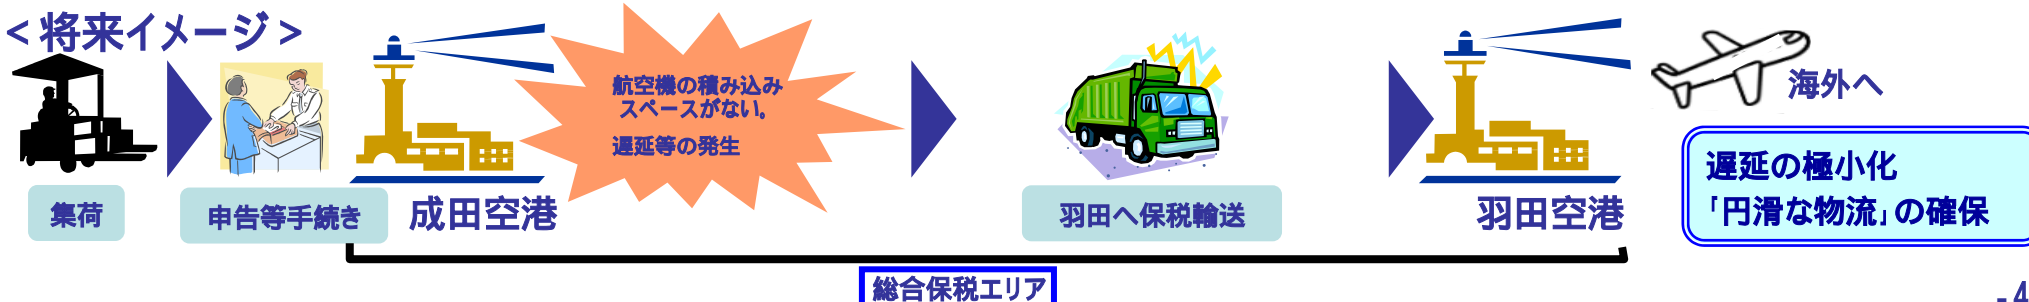 <将来イメージ>
航空機の積み込み
スペースがない。
遅延等の発生
海外へ
遅延の極小化
「円滑な物流」の確保
集荷
申告等手続き
成田空港
羽田へ保税輸送
羽田空港
総合保税エリア
- 4